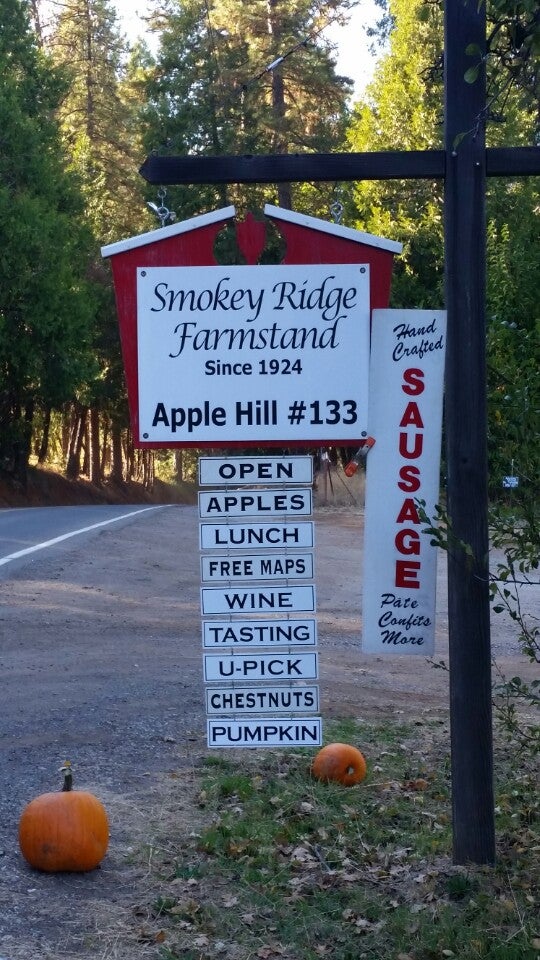 Smokey Ridge
Farmstand
Since 1924
Apple Hill #133
OPEN
APPLES
LUNCH
FREE MAPS
WINE
TASTING
U-PICK
CHESTNUTS
PUMPKIN
Hand
Crafted
SAUSAGE
Pâte
Confits
More